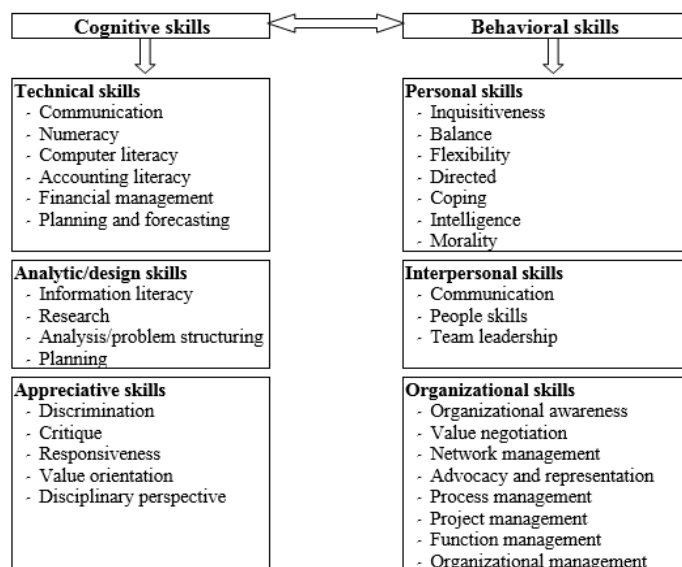 Cognitive skills
Technical skills
- Communication
- Numeracy
- Computer literacy
- Accounting literacy
- Financial management
- Planning and forecasting
Analytic/design skills
- Information literacy
- Research
- Analysis/problem structuring
- Planning
Appreciative skills
- Discrimination
- Critique
- Responsiveness
- Value orientation
- Disciplinary perspective
Behavioral skills
Personal skills
- Inquisitiveness
- Balance
- Flexibility
- Directed
- Coping
- Intelligence
- Morality
Interpersonal skills
- Communication
- People skills
- Team leadership
Organizational skills
- Organizational awareness
- Value negotiation
- Network management
- Advocacy and representation
- Process management
- Project management
- Function management
- Organizational management